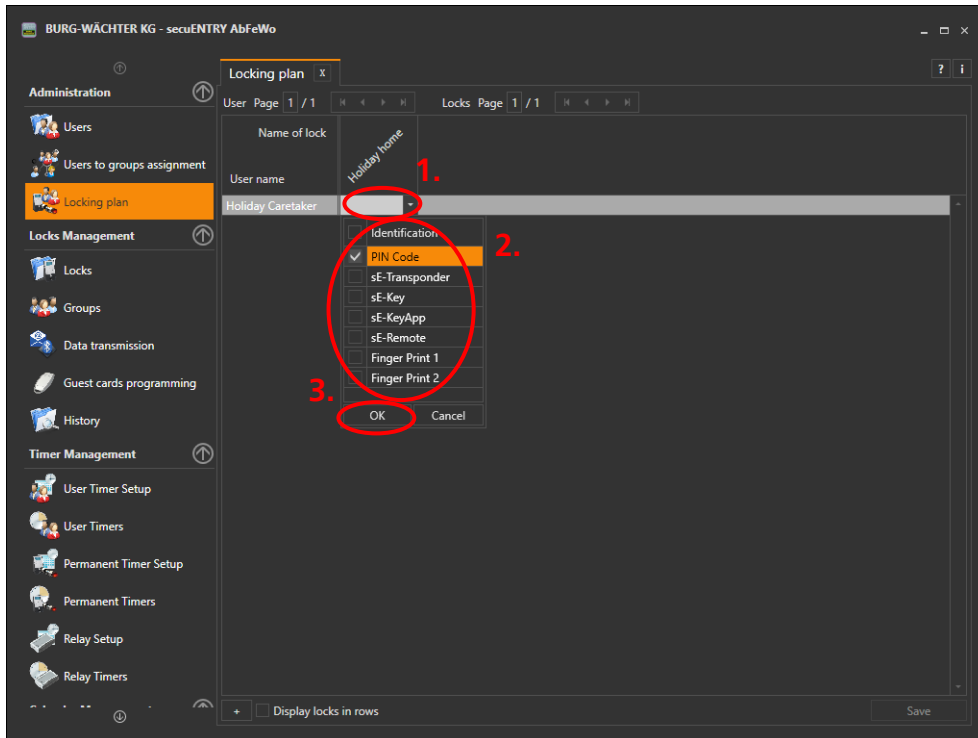 BURG-WÄCHTER KG - secuENTRY AbFeWo
Administration
Users
Users to groups assignment
Locking plan
Locks Management
Locks
Groups
Data transmission
Guest cards programming
History
Timer Management
User Timer Setup
User Timers
Permanent Timer Setup
Permanent Timers
Relay Setup
Relay Timers
Locking plan X
? i
User Page 1 / 1 Locks Page 1 / 1
Name of lock
Holiday home
User name
1.
Holiday Caretaker
Identification
2.
PIN Code
sE-Transponder
sE-Key
sE-KeyApp
sE-Remote
Finger Print 1
Finger Print 2
3.
OK Cancel
+ Display locks in rows Save